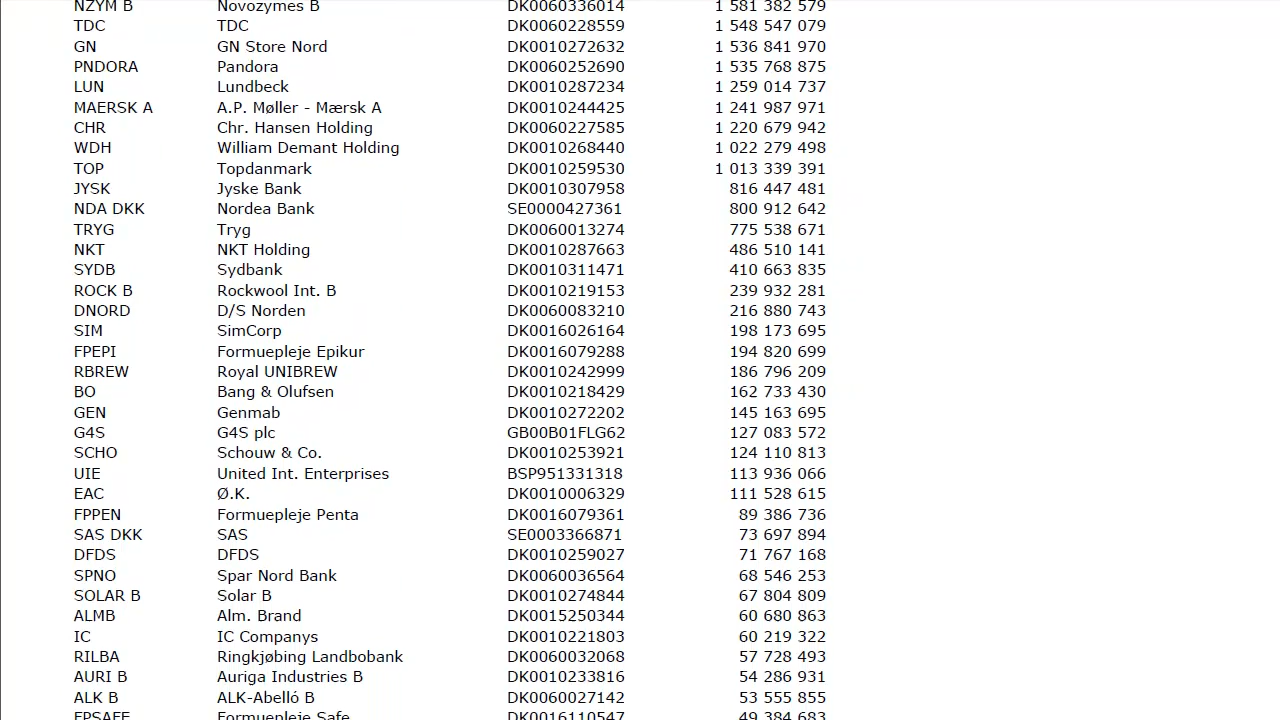 NZYM B Novozymes B DK0060336014 1 581 382 579
TDC TDC DK0060228559 1 548 547 079
GN GN Store Nord DK0010272632 1 536 841 970
PNDORA Pandora DK0060252690 1 535 768 875
LUN Lundbeck DK0010287234 1 259 014 737
MAERSK A A.P. Møller - Mærsk A DK0010244425 1 241 987 971
CHR Chr. Hansen Holding DK0060227585 1 220 679 942
WDH William Demant Holding DK0010268440 1 022 279 498
TOP Topdanmark DK0010259530 1 013 339 391
JYSK Jyske Bank DK0010307958 816 447 481
NDA DKK Nordea Bank SE0000427361 800 912 642
TRYG Tryg DK0060013274 775 538 671
NKT NKT Holding DK0010287663 486 510 141
SYDB Sydbank DK0010311471 410 663 835
ROCK B Rockwool Int. B DK0010219153 239 932 281
DNORD D/S Norden DK0060083210 216 880 743
SIM SimCorp DK0016026164 198 173 695
FPEPI Formuepleje Epikur DK0016079288 194 820 699
RBREW Royal UNIBREW DK0010242999 186 796 209
BO Bang & Olufsen DK0010218429 162 733 430
GEN Genmab DK0010272202 145 163 695
G4S G4S plc GB00B01FLG62 127 083 572
SCHO Schouw & Co. DK0010253921 124 110 813
UIE United Int. Enterprises BSP951331318 113 936 066
EAC Ø.K. DK0010006329 111 528 615
FPPEN Formuepleje Penta DK0016079361 89 386 736
SAS DKK SAS SE0003366871 73 697 894
DFDS DFDS DK0010259027 71 767 168
SPNO Spar Nord Bank DK0060036564 68 546 253
SOLAR B Solar B DK0010274844 67 804 809
ALMB Alm. Brand DK0015250344 60 680 863
IC IC Companys DK0010221803 60 219 322
RILBA Ringkjøbing Landbobank DK0060032068 57 728 493
AURI B Auriga Industries B DK0010233816 54 286 931
ALK B ALK-Abelló B DK0060027142 53 555 855
FPSAFE Formuepleje Safe DK0016110547 49 384 683